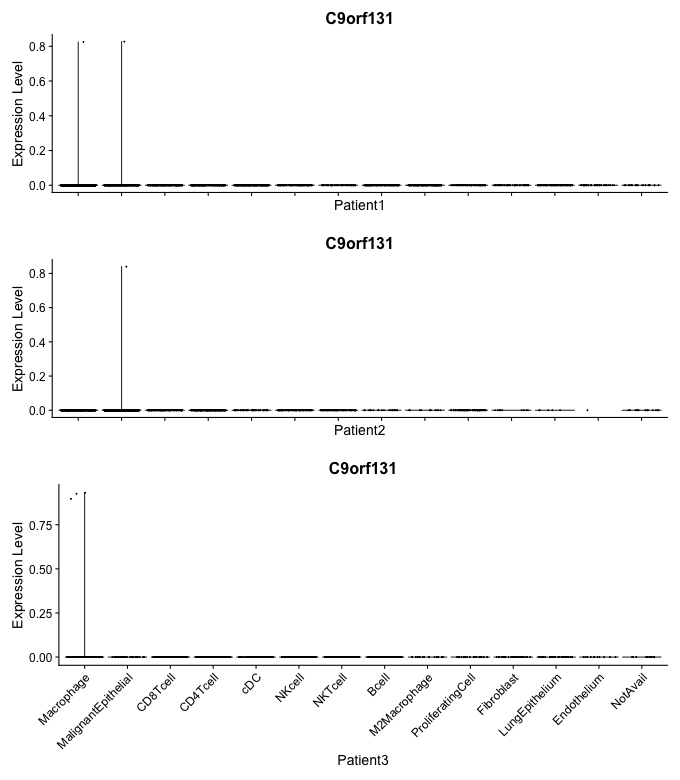 C9orf131
Expression Level
0.8
0.6
0.4
0.2
0.0
Patient1
C9orf131
Expression Level
0.8
0.6
0.4
0.2
0.0
Patient2
C9orf131
Expression Level
0.75
0.50
0.25
0.00
Macrophage
MalignantEpithelial
CD8Tcell
CD4Tcell
cDC
NKcell
NKTcell
Bcell
M2Macrophage
ProliferatingCell
Fibroblast
LungEpithelium
Endothelium
NotAvail
Patient3